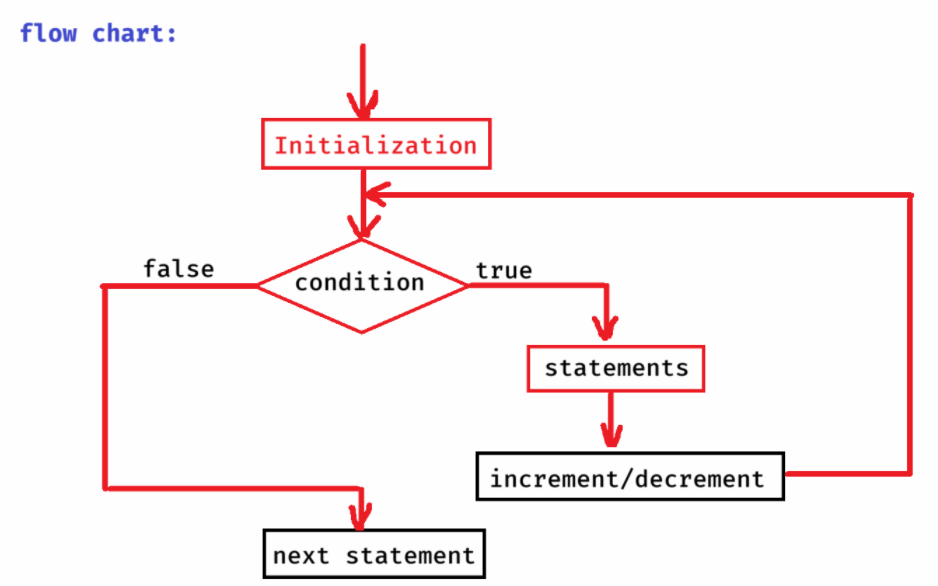 flow chart:
Initialization
condition
false
true
statements
increment/decrement
next statement